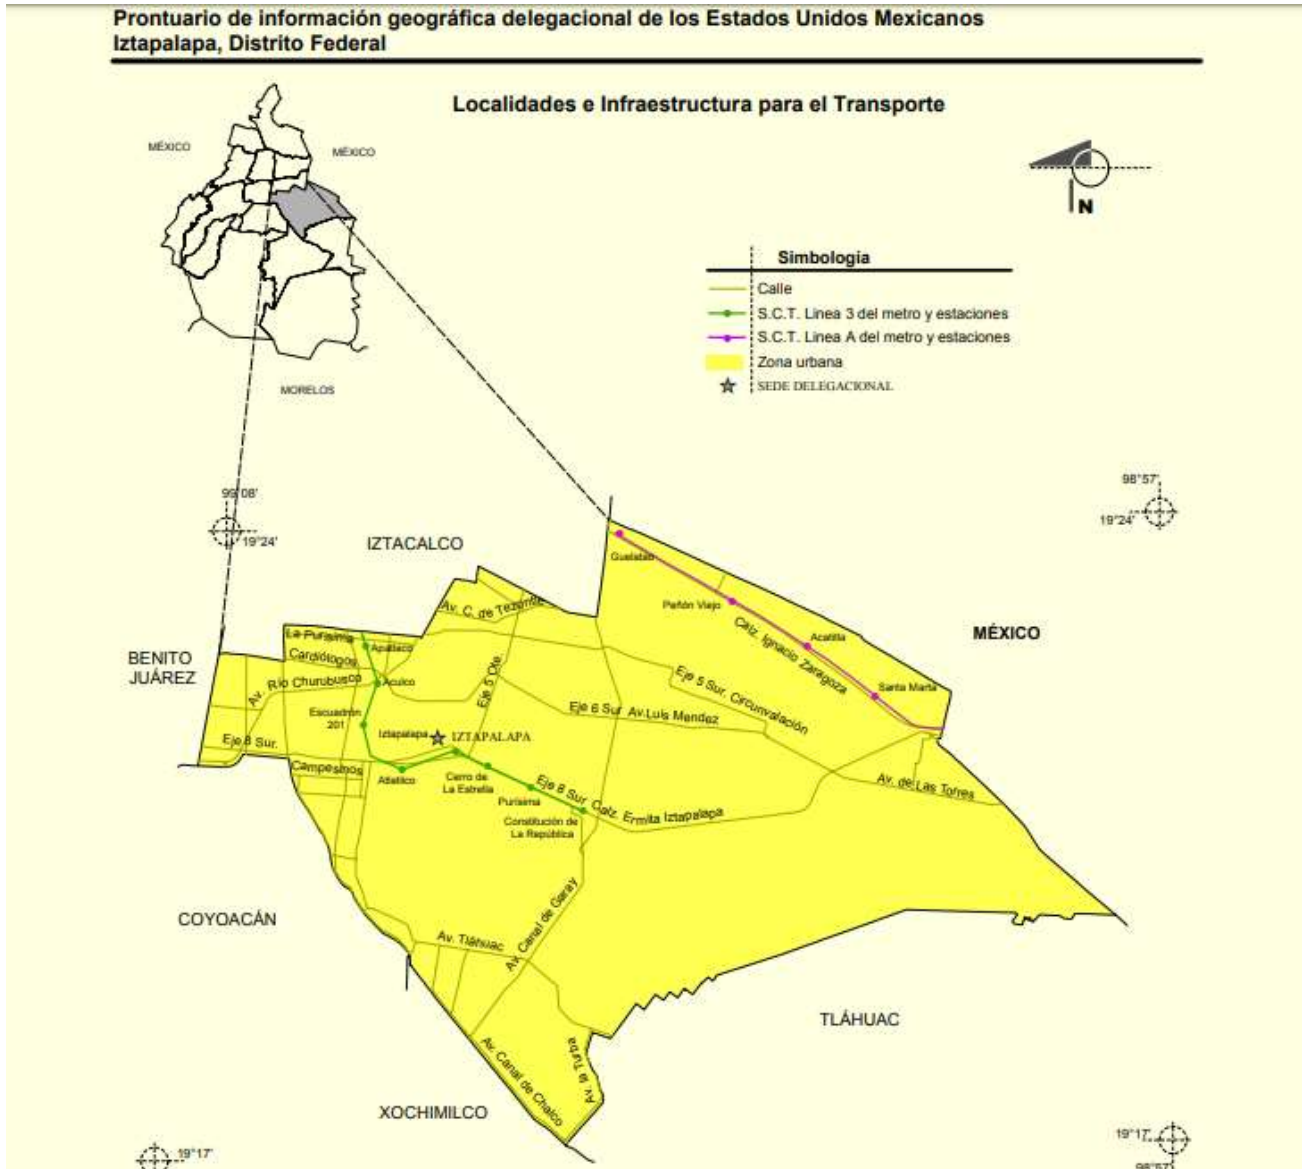 Prontuario de información geográfica delegacional de los Estados Unidos Mexicanos
Iztapalapa, Distrito Federal
Localidades e Infraestructura para el Transporte
MÉXICO
MÉXICO
MORELOS
N
Simbología
Calle
S.C.T. Linea 3 del metro y estaciones
S.C.T. Linea A del metro y estaciones
Zona urbana
SEDE DELEGACIONAL
99°08'
19°24'
98°57'
19°24'
IZTACALCO
Guelatao
Peñón Viejo
Calz. Ignacio Zaragoza
Acatitla
Santa Marta
MÉXICO
BENITO
JUÁREZ
Av. C. de Tezontle
La Purísima
Apatlaco
Cardiólogos
Av. Río Churubusco
Aculco
Eje 5 Ote.
Eje 5 Sur. Circunvalación
Eje 6 Sur Av.Luis Mendez
Escuadrón
201
Iztapalapa
IZTAPALAPA
Eje 8 Sur.
Campesinos
Atlalilco
Cerro de
La Estrella
Purísima
Eje 8 Sur Calz. Ermita Iztapalapa
Constitución de
La República
Av. de Las Torres
COYOACÁN
Av. Tláhuac
Av. Canal de Garay
TLÁHUAC
Av. la Turba
Av. Canal de Chalco
XOCHIMILCO
19°17'
19°17'
98°57'